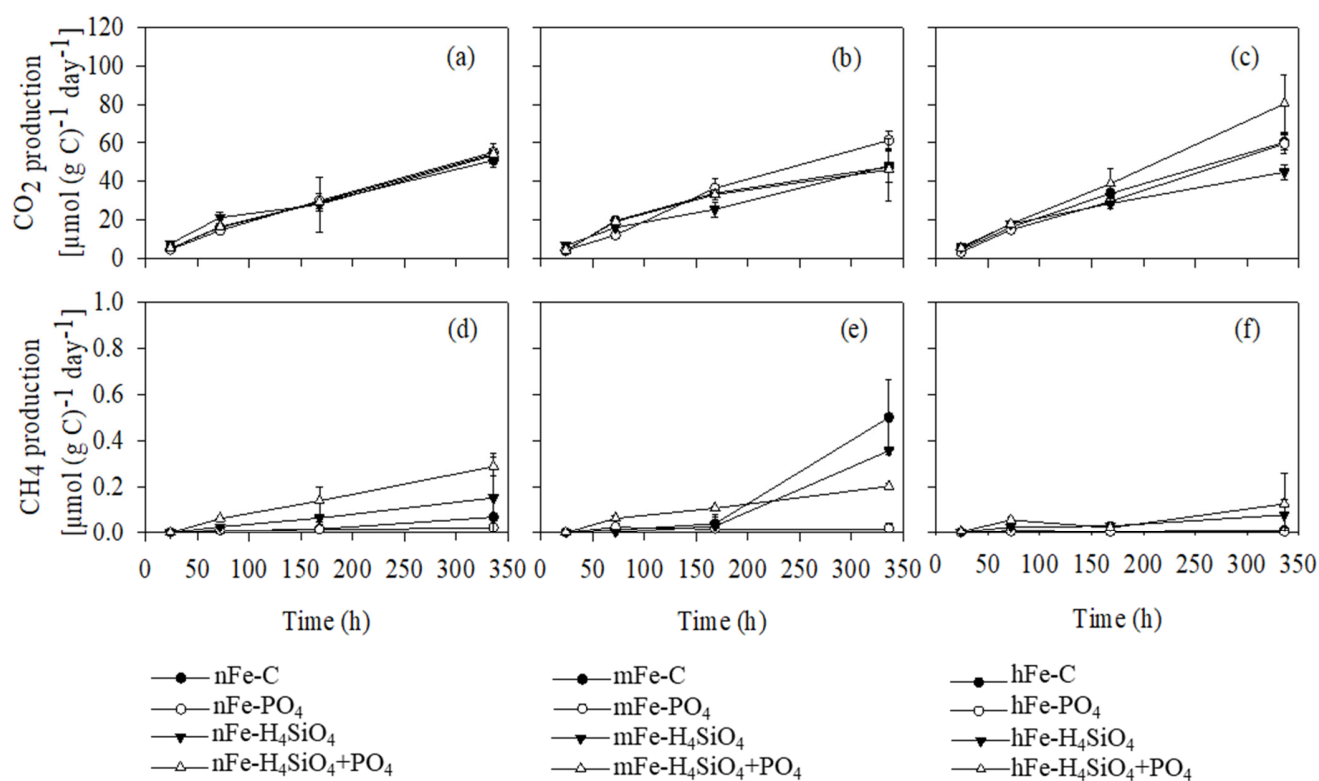 CO2 production
[µmol (g C)-1 day-1]
120
100
80
60
40
20
0
(a)
(b)
(c)
CH4 production
[µmol (g C)-1 day-1]
1.0
0.8
0.6
0.4
0.2
0.0
(d)
(e)
(f)
0 50 100 150 200 250 300 350
0 50 100 150 200 250 300 350
0 50 100 150 200 250 300 350
Time (h)
Time (h)
Time (h)
nFe-C
nFe-PO4
nFe-H4SiO4
nFe-H4SiO4+PO4
mFe-C
mFe-PO4
mFe-H4SiO4
mFe-H4SiO4+PO4
hFe-C
hFe-PO4
hFe-H4SiO4
hFe-H4SiO4+PO4